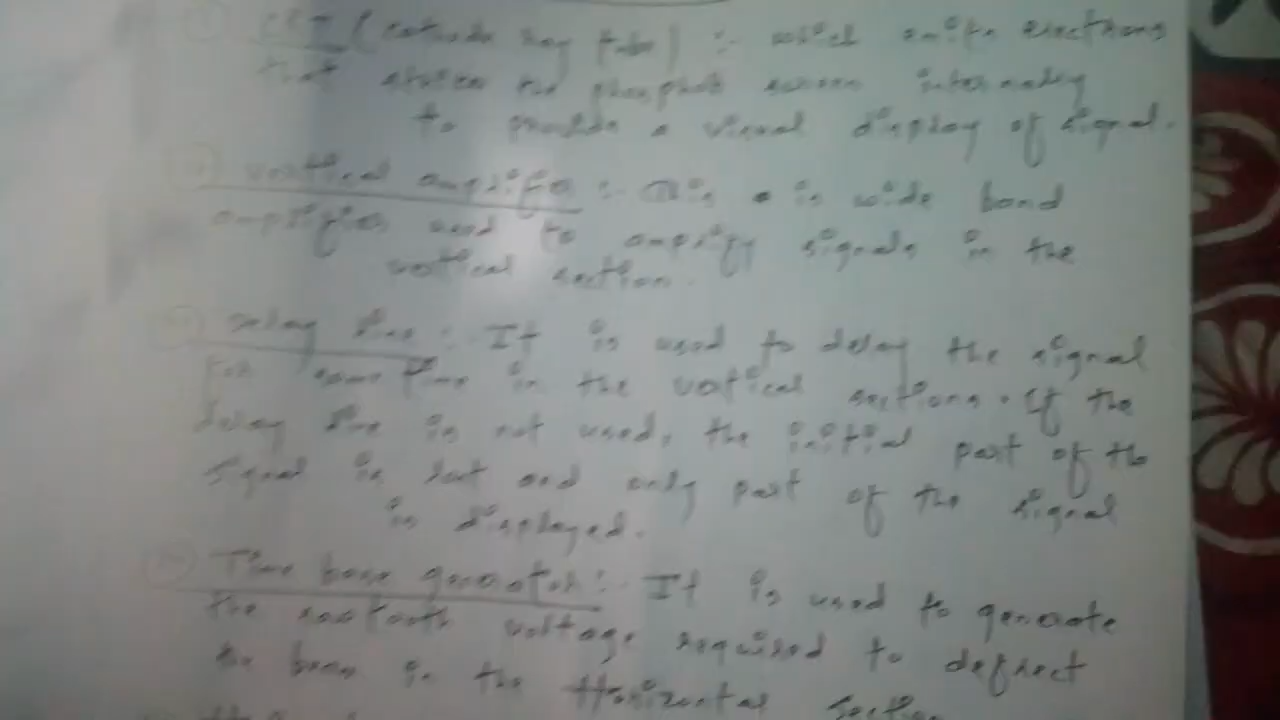 CRT (cathode Ray tube) :- which emits electrons
that strikes the phosphor screen internally
to provide a visual display of signal.
vertical amplifier :- This is wide band
amplifier used to amplify signals in the
vertical section.
Delay line :- It is used to delay the signal
for some time in the vertical sections. If the
delay line is not used, the initial part of the
signal is lost and only part of the signal
is displayed.
Time base generator :- It is used to generate
the sawtooth voltage required to deflect
the beam in the Horizontal section